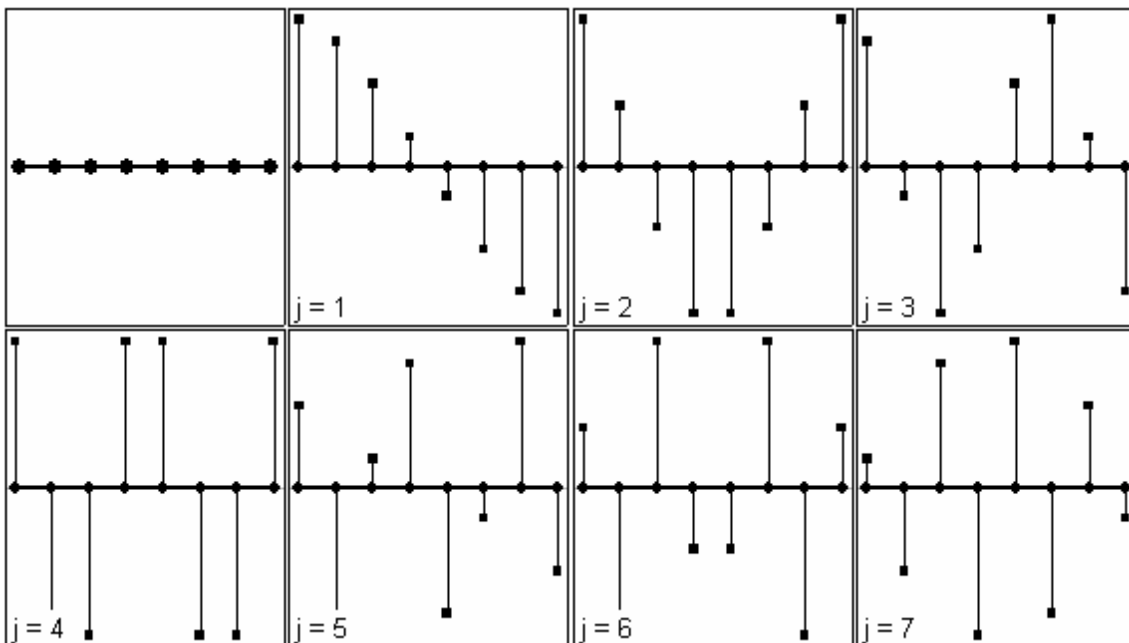 j = 1
j = 2
j = 3
j = 4
j = 5
j = 6
j = 7